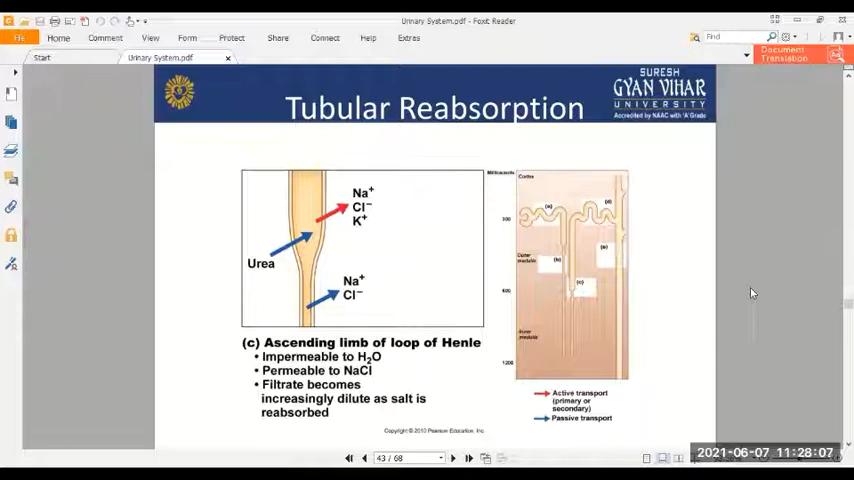 Urinary System.pdf - Foxit Reader
File Home Comment View Form Protect Share Connect Help Extras
Find
Start Urinary System.pdf
Document Translation
SURESH
GYAN VIHAR
UNIVERSITY
Accredited by NAAC with 'A' Grade
Tubular Reabsorption
Na+
Cl−
K+
Urea
Na+
Cl−
(c) Ascending limb of loop of Henle
• Impermeable to H2O
• Permeable to NaCl
• Filtrate becomes
increasingly dilute as salt is
reabsorbed
Cortex
(a)
(d)
300
(e)
Outer
medulla
(b)
(c)
600
Inner
medulla
1200
Active transport
(primary or
secondary)
Passive transport
Copyright © 2010 Pearson Education, Inc.
43 / 68
2021-06-07 11:28:07